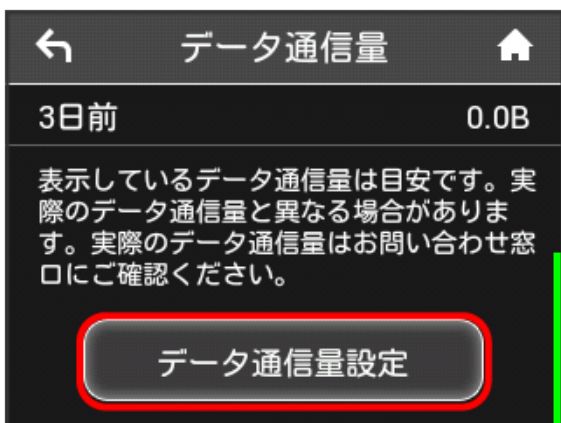 データ通信量
3日前 0.0B
表示しているデータ通信量は目安です。実
際のデータ通信量と異なる場合がありま
す。実際のデータ通信量はお問い合わせ窓
口にご確認ください。
データ通信量設定